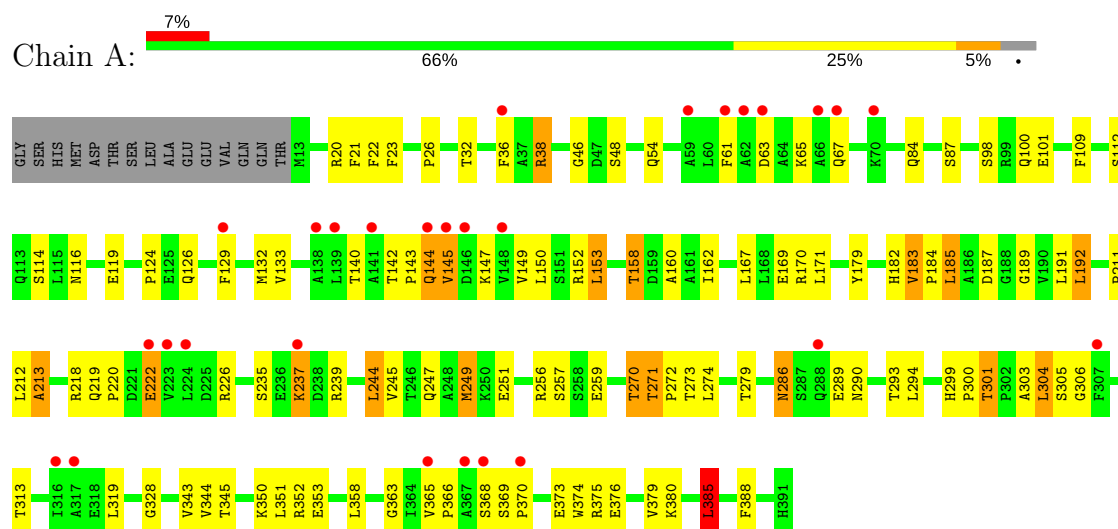 7%
Chain A:
66% 25% 5% •
GLY SER HIS MET ASP THR SER LEU ALA GLU GLU VAL GLN GLN THR M13 R20 F21 F22 F23 P26 T32 F36 A37 R38 G46 D47 S48 Q54 A59 L60 F61 A62 D63 A64 K65 A66 Q67 K70 Q84 S87 S98 R99 Q100 E101 F109 S112
Q113 S114 L115 N116 E119 P124 E125 Q126 F129 M132 V133 A138 L139 T140 A141 T142 P143 Q144 V145 D146 K147 V148 V149 L150 S151 R152 L153 T158 D159 A160 A161 I162 L167 L168 E169 R170 L171 Y179 H182 V183 P184 L185 A186 D187 G188 G189 V190 L191 L192
L212 A213 R218 Q219 P220 D221 E222 V223 L224 D225 R226 S235 E236 K237 D238 R239 L244 V245 T246 Q247 A248 M249 K250 E251 R256 S257 S258 E259 T270 T271 P272 T273 L274 T279 N286 S287 Q288 E289 N290 T293 L294 H299 P300 T301 P302 A303 L304 S305 G306 F307
T313 I316 A317 E318 L319 G328 V343 V344 T345 K350 L351 R352 E353 L358 G363 I364 V365 P366 A367 S368 S369 P370 E373 W374 R375 E376 V379 K380 L385 F388 H391